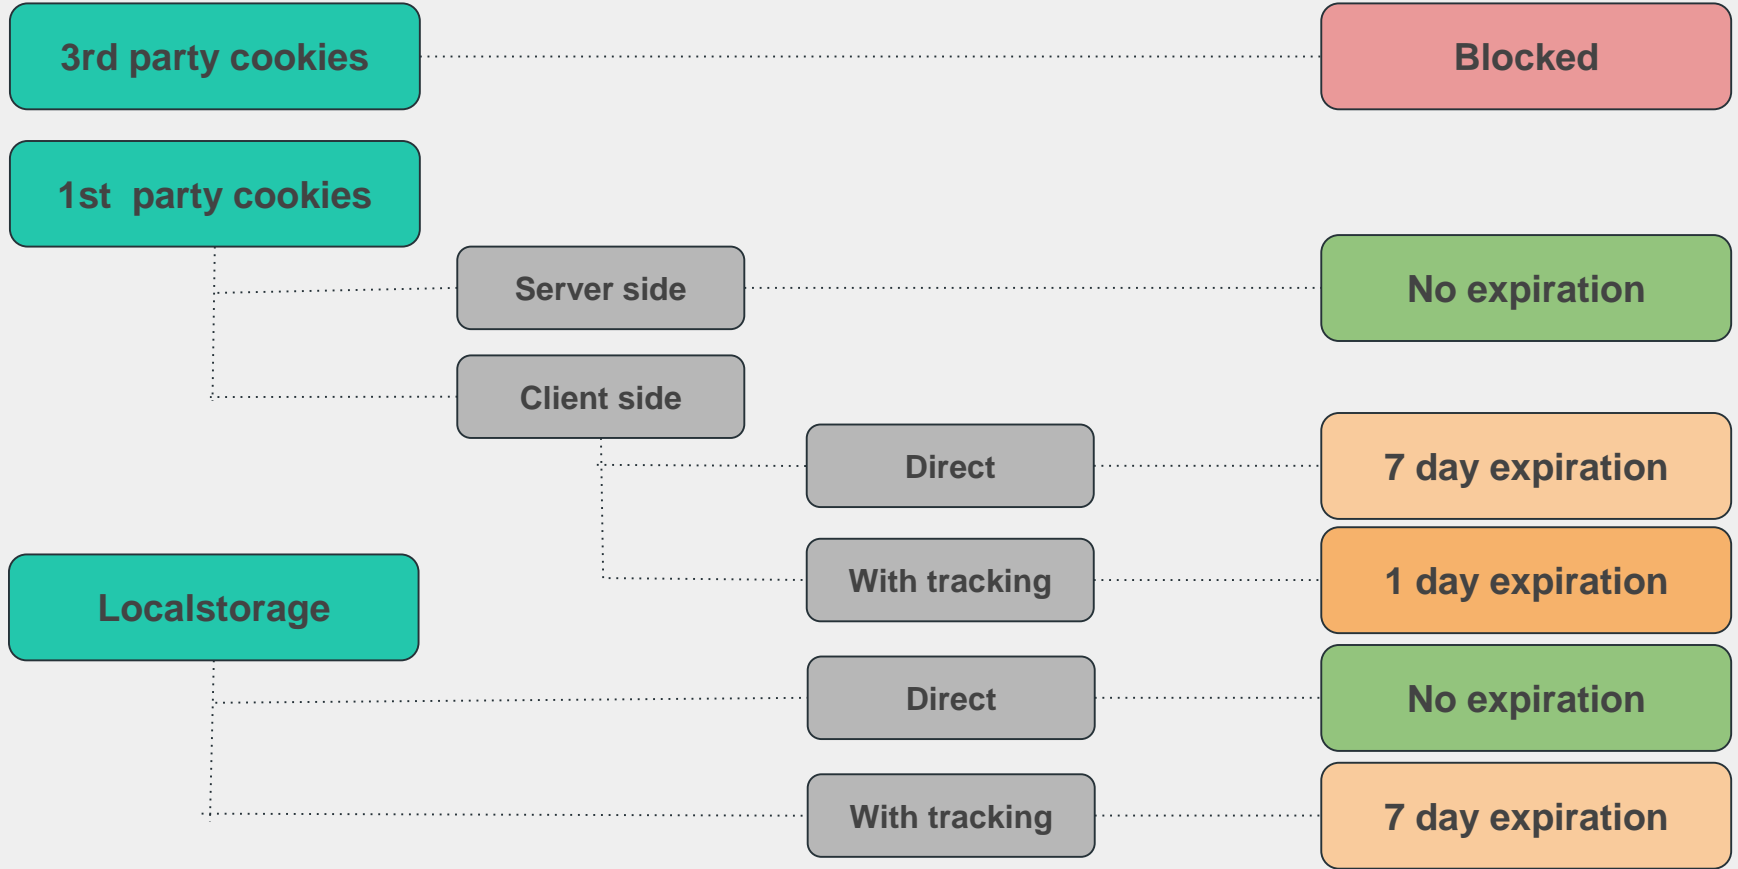 3rd party cookies
Blocked
1st party cookies
Server side
No expiration
Client side
Direct
7 day expiration
With tracking
1 day expiration
Localstorage
Direct
No expiration
With tracking
7 day expiration